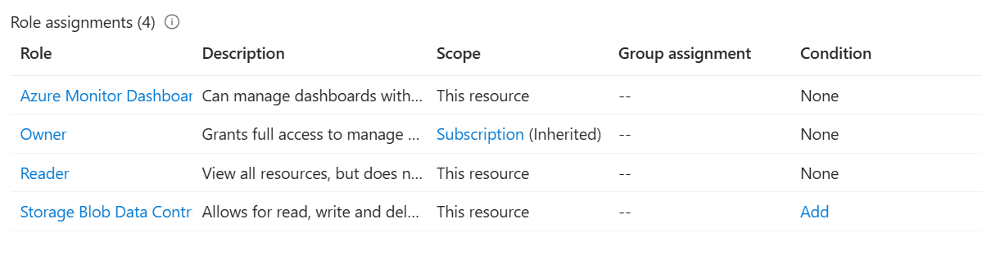 Role assignments (4)
Role Description Scope Group assignment Condition
Azure Monitor Dashboar Can manage dashboards with... This resource -- None
Owner Grants full access to manage ... Subscription (Inherited) -- None
Reader View all resources, but does n... This resource -- None
Storage Blob Data Contr Allows for read, write and del... This resource -- Add